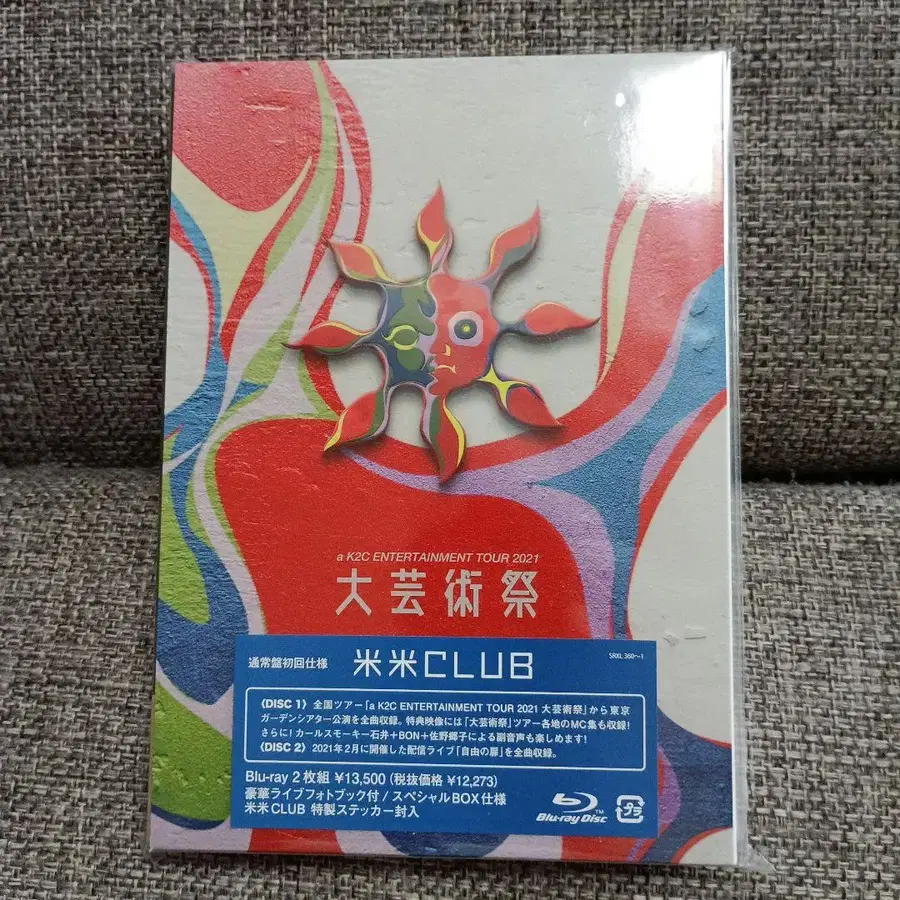 a K2C ENTERTAINMENT TOUR 2021
大芸術祭
通常盤初回仕様 米米CLUB SRXL 360〜1
〈DISC 1〉全国ツアー「a K2C ENTERTAINMENT TOUR 2021 大芸術祭」から東京
ガーデンシアター公演を全曲収録。特典映像には「大芸術祭」ツアー各地のMC集も収録!
さらに! カールスモーキー石井+BON+佐野郷子による副音声も楽しめます!
〈DISC 2〉2021年2月に開催した配信ライブ「自由の扉」を全曲収録。
Blu-ray 2枚組 ¥13,500(税抜価格 ¥12,273)
豪華ライブフォトブック付 / スペシャルBOX仕様
米米CLUB 特製ステッカー封入
Blu-ray Disc™
プラ